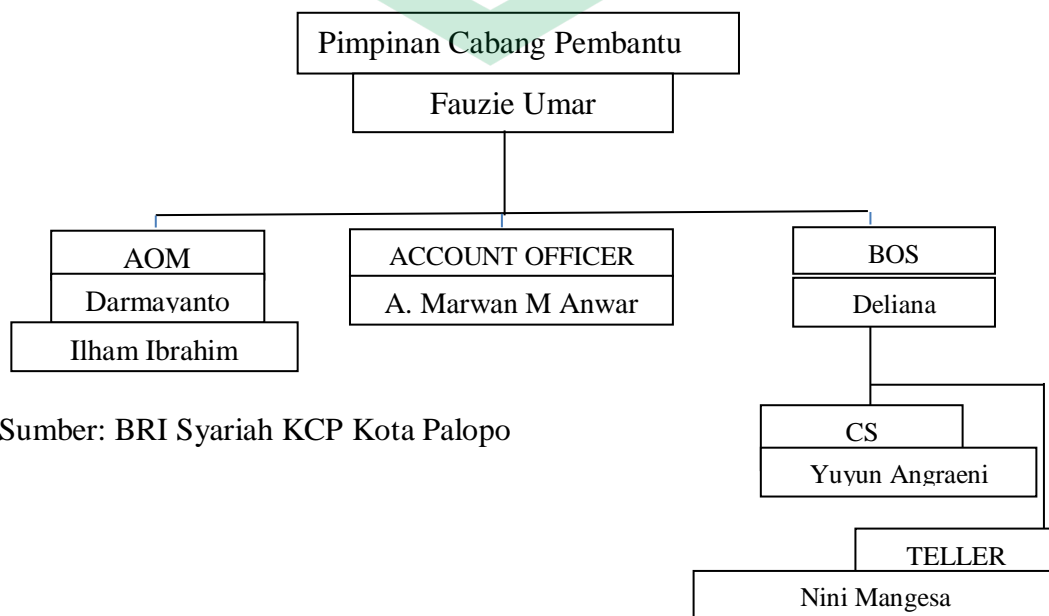 Pimpinan Cabang Pembantu
Fauzie Umar
AOM
Darmayanto
Ilham Ibrahim
ACCOUNT OFFICER
A. Marwan M Anwar
BOS
Deliana
Sumber: BRI Syariah KCP Kota Palopo
CS
Yuyun Angraeni
TELLER
Nini Mangesa